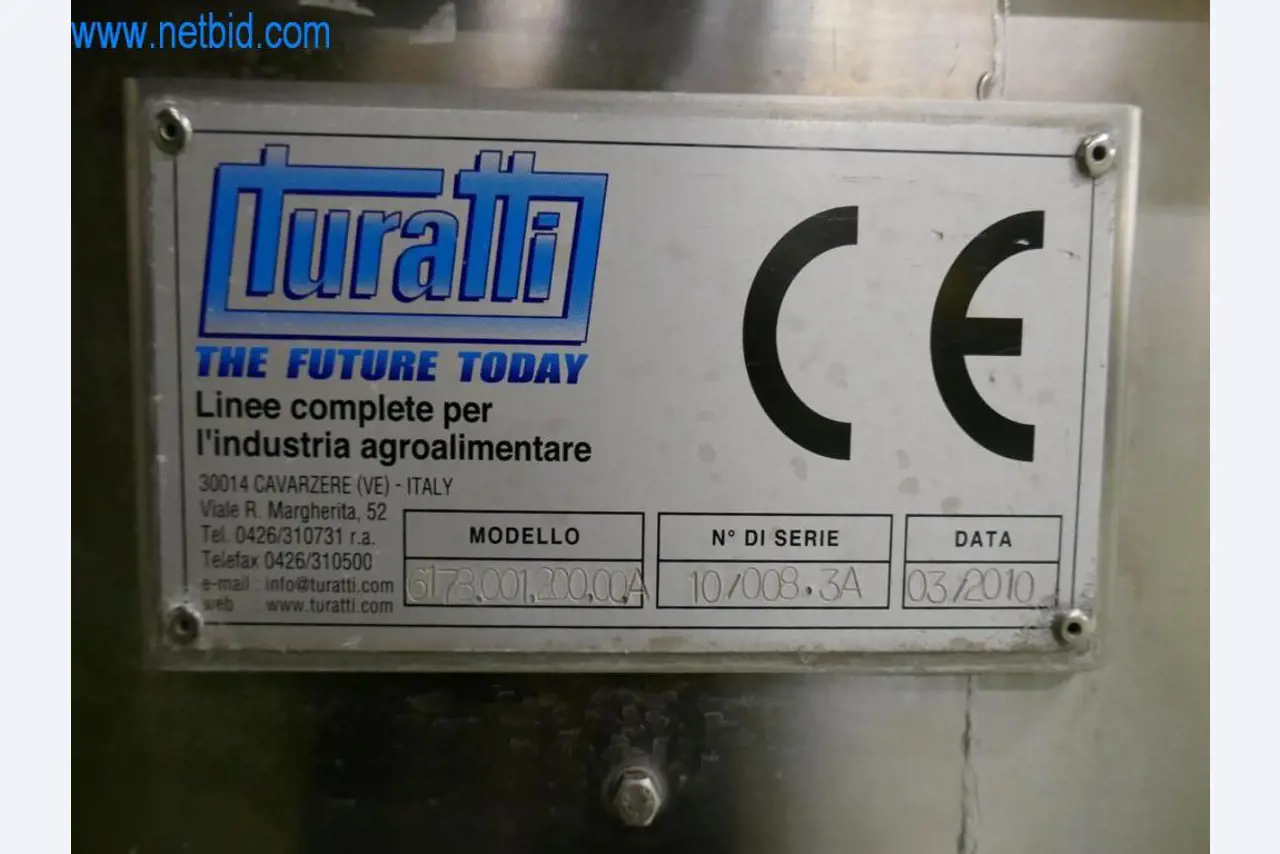 www.netbid.com
turatti
THE FUTURE TODAY
Linee complete per
l'industria agroalimentare
30014 CAVARZERE (VE) - ITALY
Viale R. Margherita, 52
Tel. 0426/310731 r.a.
Telefax 0426/310500
e-mail : info@turatti.com
web : www.turatti.com
CE
MODELLO
6178.001.200.00.A
N° DI SERIE
10/008.3A
DATA
03/2010